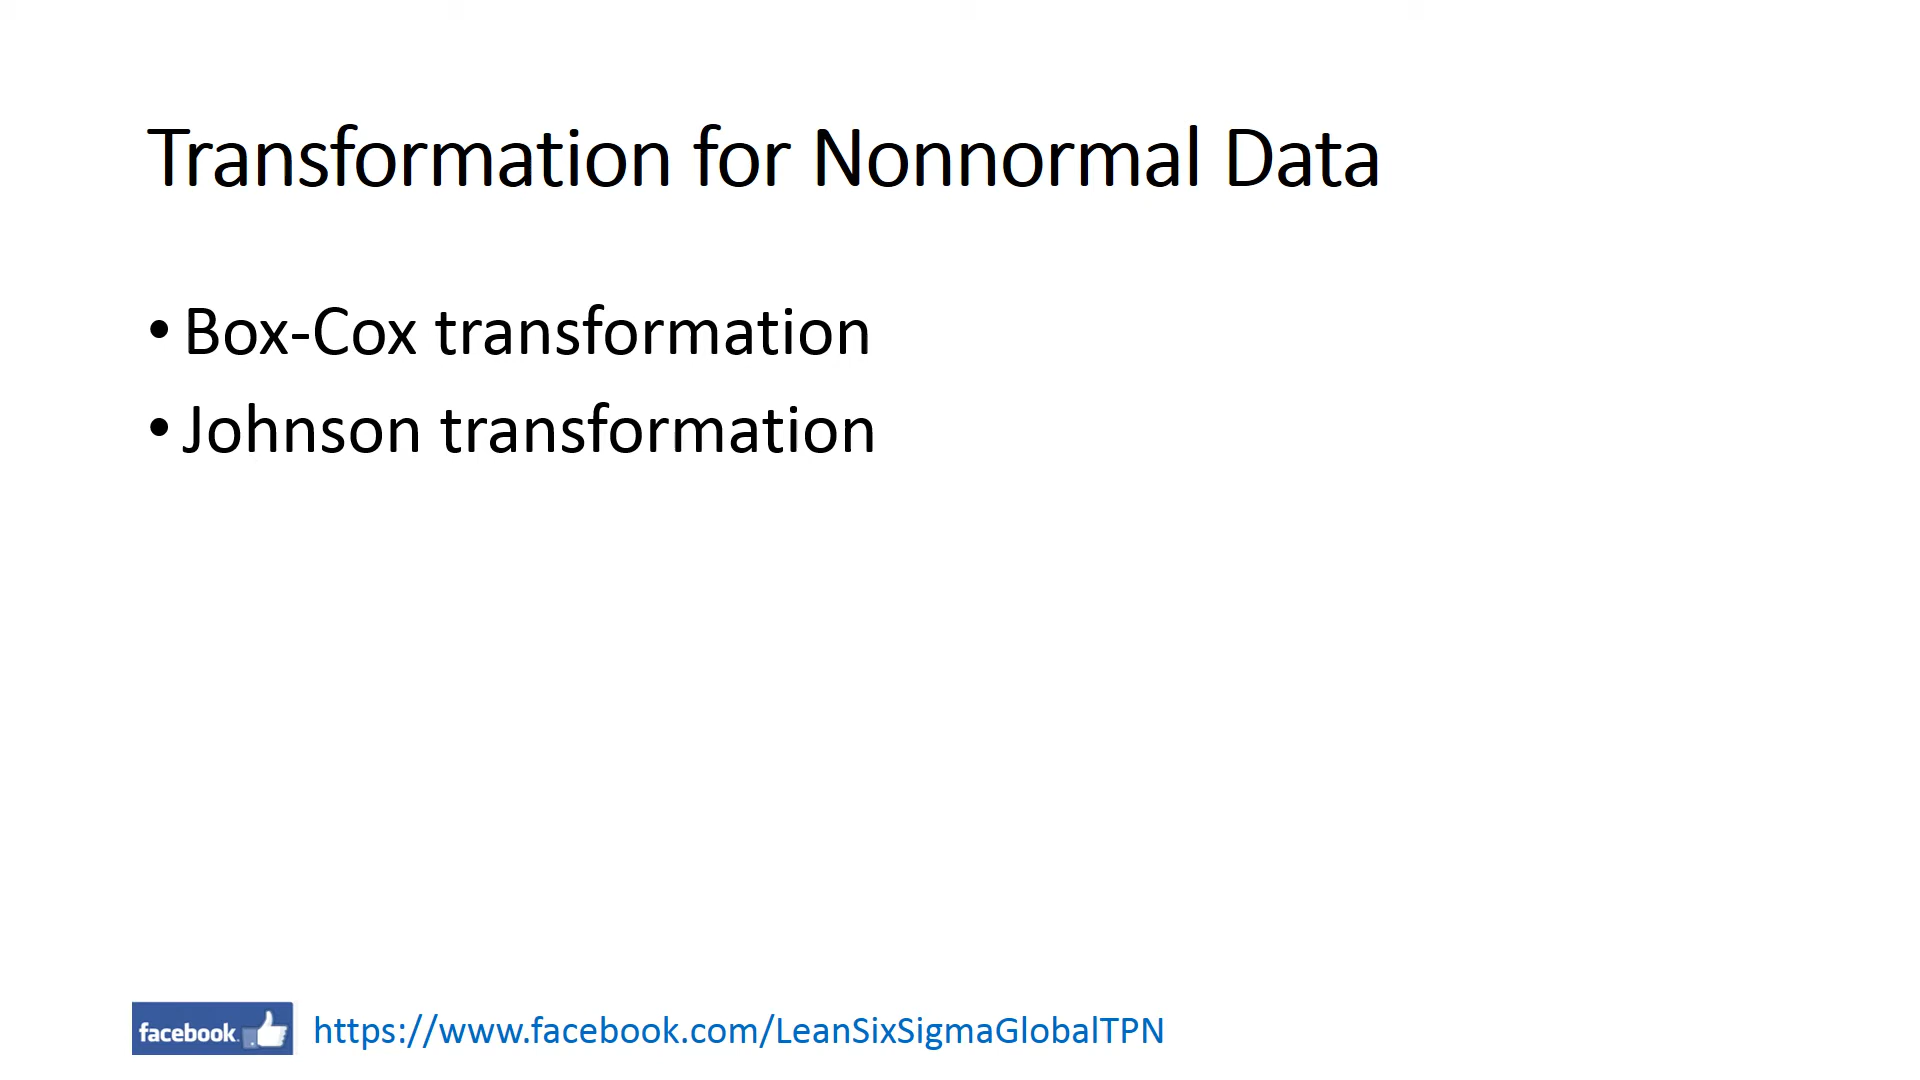 Transformation for Nonnormal Data
• Box-Cox transformation
• Johnson transformation
facebook. https://www.facebook.com/LeanSixSigmaGlobalTPN